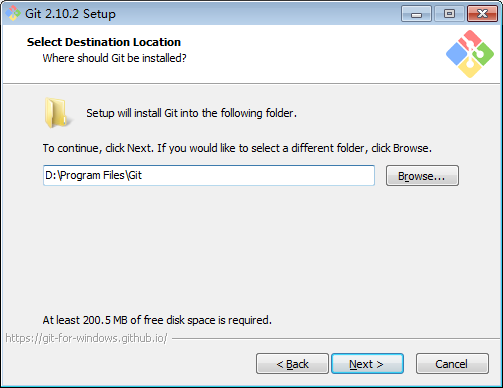 Git 2.10.2 Setup
Select Destination Location
Where should Git be installed?
Setup will install Git into the following folder.
To continue, click Next. If you would like to select a different folder, click Browse.
D:\Program Files\Git
Browse...
At least 200.5 MB of free disk space is required.
https://git-for-windows.github.io/
< Back
Next >
Cancel